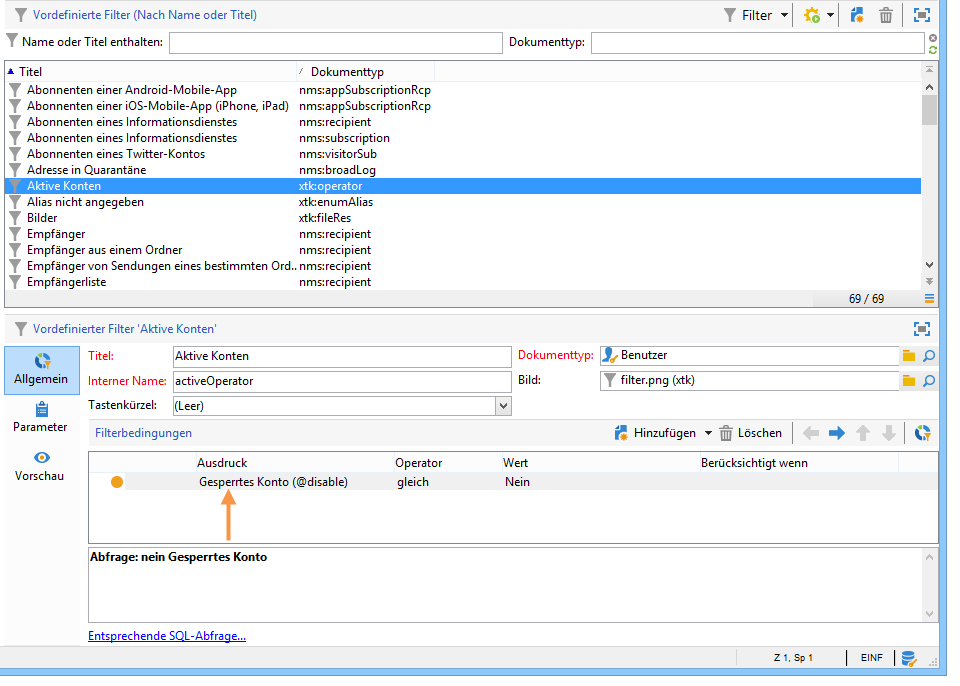 Vordefinierte Filter (Nach Name oder Titel) Filter
Name oder Titel enthalten: Dokumenttyp:
Titel Dokumenttyp
Abonnenten einer Android-Mobile-App nms:appSubscriptionRcp
Abonnenten einer iOS-Mobile-App (iPhone, iPad) nms:appSubscriptionRcp
Abonnenten eines Informationsdienstes nms:recipient
Abonnenten eines Informationsdienstes nms:subscription
Abonnenten eines Twitter-Kontos nms:visitorSub
Adresse in Quarantäne nms:broadLog
Aktive Konten xtk:operator
Alias nicht angegeben xtk:enumAlias
Bilder xtk:fileRes
Empfänger nms:recipient
Empfänger aus einem Ordner nms:recipient
Empfänger von Sendungen eines bestimmten Ord... nms:recipient
Empfängerliste nms:recipient
69 / 69
Vordefinierter Filter 'Aktive Konten'
Allgemein
Parameter
Vorschau
Titel: Aktive Konten Dokumenttyp: Benutzer
Interner Name: activeOperator Bild: filter.png (xtk)
Tastenkürzel: (Leer)
Filterbedingungen Hinzufügen Löschen
Ausdruck Operator Wert Berücksichtigt wenn
Gesperrtes Konto (@disable) gleich Nein
Abfrage: nein Gesperrtes Konto
Entsprechende SQL-Abfrage...
Z 1, Sp 1 EINF